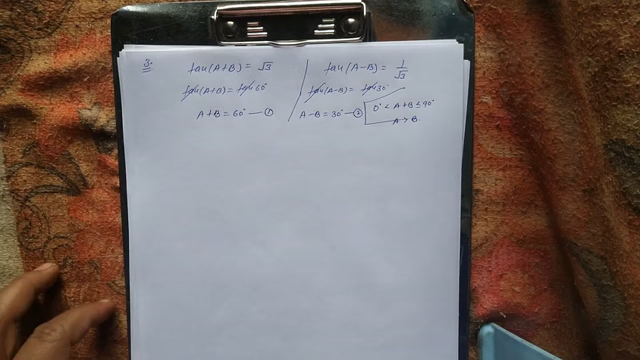 3.
tan(A+B) = √3
tan(A+B) = tan 60°
A+B = 60° — ①
tan(A−B) = 1/√3
tan(A−B) = tan 30°
A−B = 30° — ②
0° < A+B ≤ 90°
A > B.